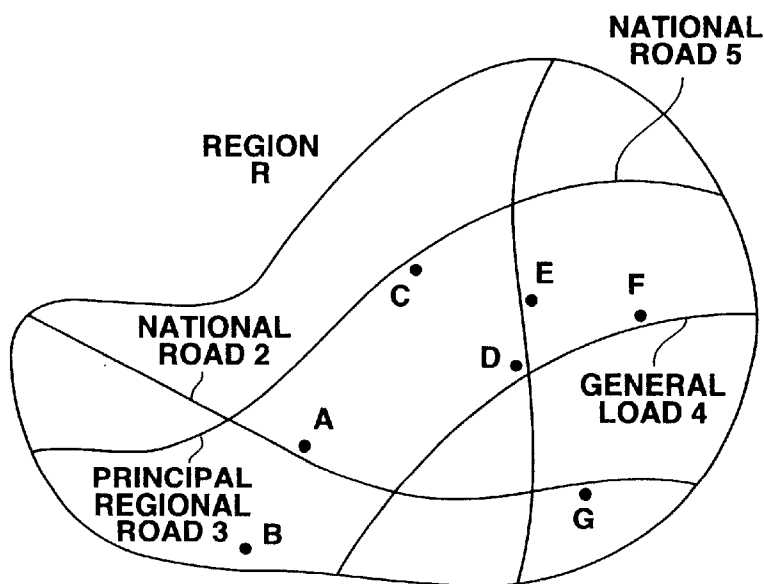 NATIONAL
ROAD 5
REGION
R
E
C
F
NATIONAL
ROAD 2
D
GENERAL
LOAD 4
A
PRINCIPAL
REGIONAL
ROAD 3
B
G